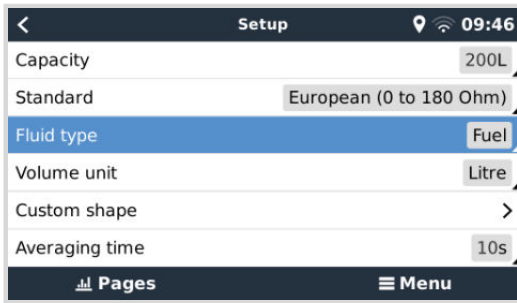 Setup 09:46
Capacity 200L
Standard European (0 to 180 Ohm)
Fluid type Fuel
Volume unit Litre
Custom shape
Averaging time 10s
Pages Menu